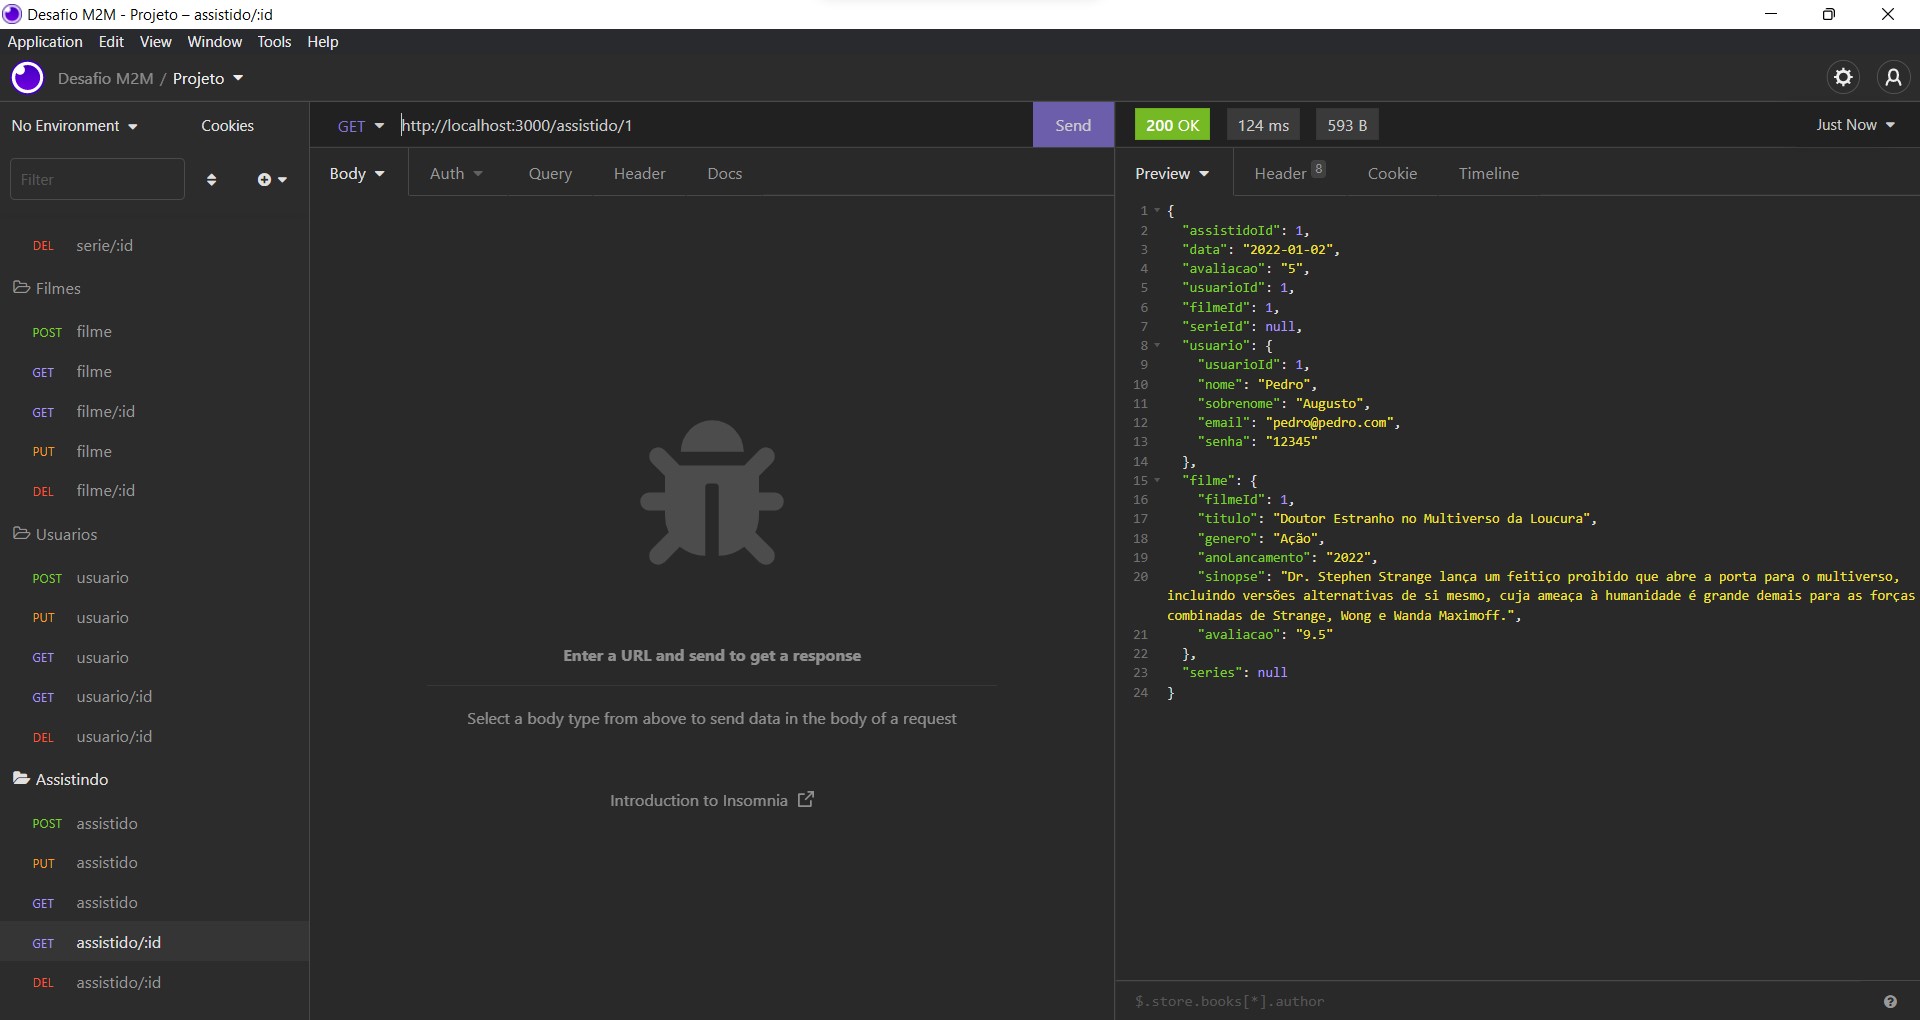 Desafio M2M - Projeto – assistido/:id
Application Edit View Window Tools Help
Desafio M2M / Projeto
No Environment Cookies
Filter
DEL serie/:id
Filmes
POST filme
GET filme
GET filme/:id
PUT filme
DEL filme/:id
Usuarios
POST usuario
PUT usuario
GET usuario
GET usuario/:id
DEL usuario/:id
Assistindo
POST assistido
PUT assistido
GET assistido
GET assistido/:id
DEL assistido/:id
GET http://localhost:3000/assistido/1 Send
Body Auth Query Header Docs
Enter a URL and send to get a response
Select a body type from above to send data in the body of a request
Introduction to Insomnia
200 OK 124 ms 593 B Just Now
Preview Header 8 Cookie Timeline
1 {
2 "assistidoId": 1,
3 "data": "2022-01-02",
4 "avaliacao": "5",
5 "usuarioId": 1,
6 "filmeId": 1,
7 "serieId": null,
8 "usuario": {
9 "usuarioId": 1,
10 "nome": "Pedro",
11 "sobrenome": "Augusto",
12 "email": "pedro@pedro.com",
13 "senha": "12345"
14 },
15 "filme": {
16 "filmeId": 1,
17 "titulo": "Doutor Estranho no Multiverso da Loucura",
18 "genero": "Ação",
19 "anoLancamento": "2022",
20 "sinopse": "Dr. Stephen Strange lança um feitiço proibido que abre a porta para o multiverso,
incluindo versões alternativas de si mesmo, cuja ameaça à humanidade é grande demais para as forças
combinadas de Strange, Wong e Wanda Maximoff.",
21 "avaliacao": "9.5"
22 },
23 "series": null
24 }
$.store.books[*].author